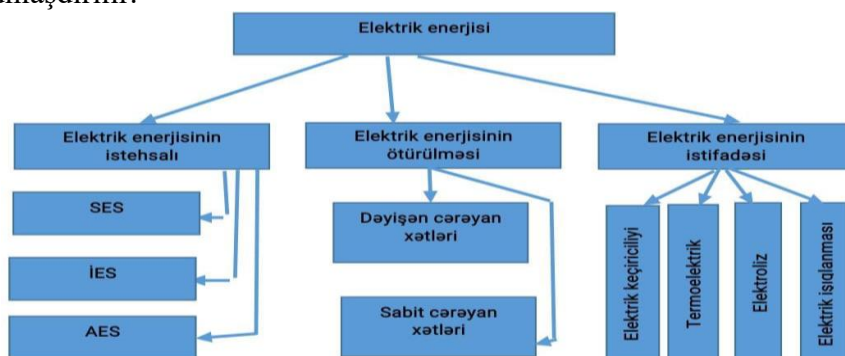 Elektrik enerjisi
Elektrik enerjisinin
istehsalı
Elektrik enerjisinin
ötürülməsi
Elektrik enerjisinin
istifadəsi
SES
İES
AES
Dəyişən cərəyan
xətləri
Sabit cərəyan
xətləri
Elektrik keçiriciliyi
Termoelektrik
Elektroliz
Elektrik işıqlanması